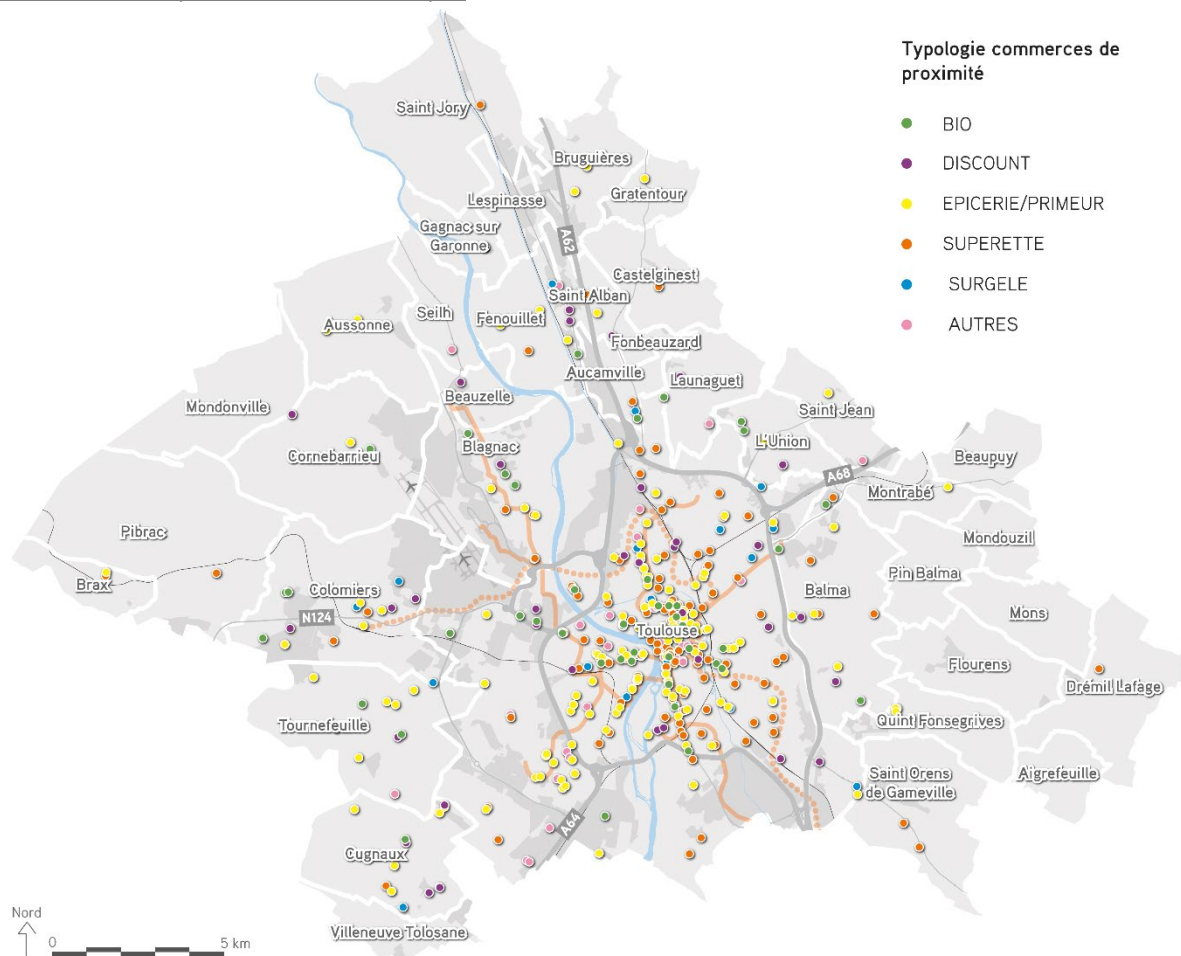 Typologie commerces de
proximité
BIO
DISCOUNT
EPICERIE/PRIMEUR
SUPERETTE
SURGELE
AUTRES
Saint Jory
Bruguières
Gratentour
Lespinasse
Gagnac sur
Garonne
A62
Castelginest
Saint Alban
Seilh
Fenouillet
Aussonne
Fonbeauzard
Aucamville
Launaguet
Beauzelle
Mondonville
Saint Jean
L'Union
Blagnac
Cornebarrieu
Beaupuy
A68
Montrabé
Pibrac
Mondouzil
Pin Balma
Brax
Colomiers
Balma
Mons
N124
Toulouse
Flourens
Drémil Lafage
Tournefeuille
Quint Fonsegrives
Saint Orens
de Gameville
Aigrefeuille
A64
Cugnaux
Villeneuve Tolosane
Nord
0
5 km